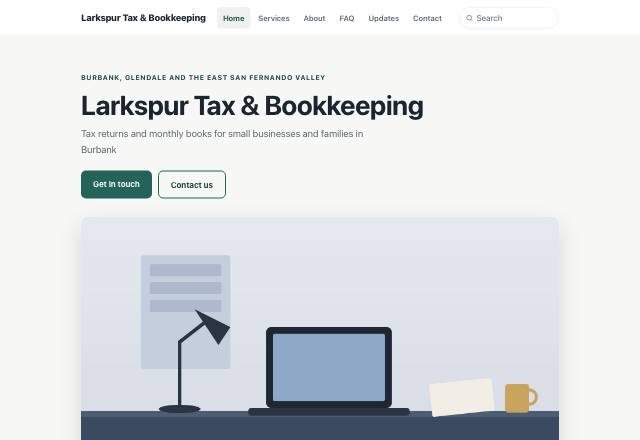 Larkspur Tax & Bookkeeping
Home
Services
About
FAQ
Updates
Contact
Search
BURBANK, GLENDALE AND THE EAST SAN FERNANDO VALLEY
Larkspur Tax & Bookkeeping
Tax returns and monthly books for small businesses and families in
Burbank
Get in touch
Contact us